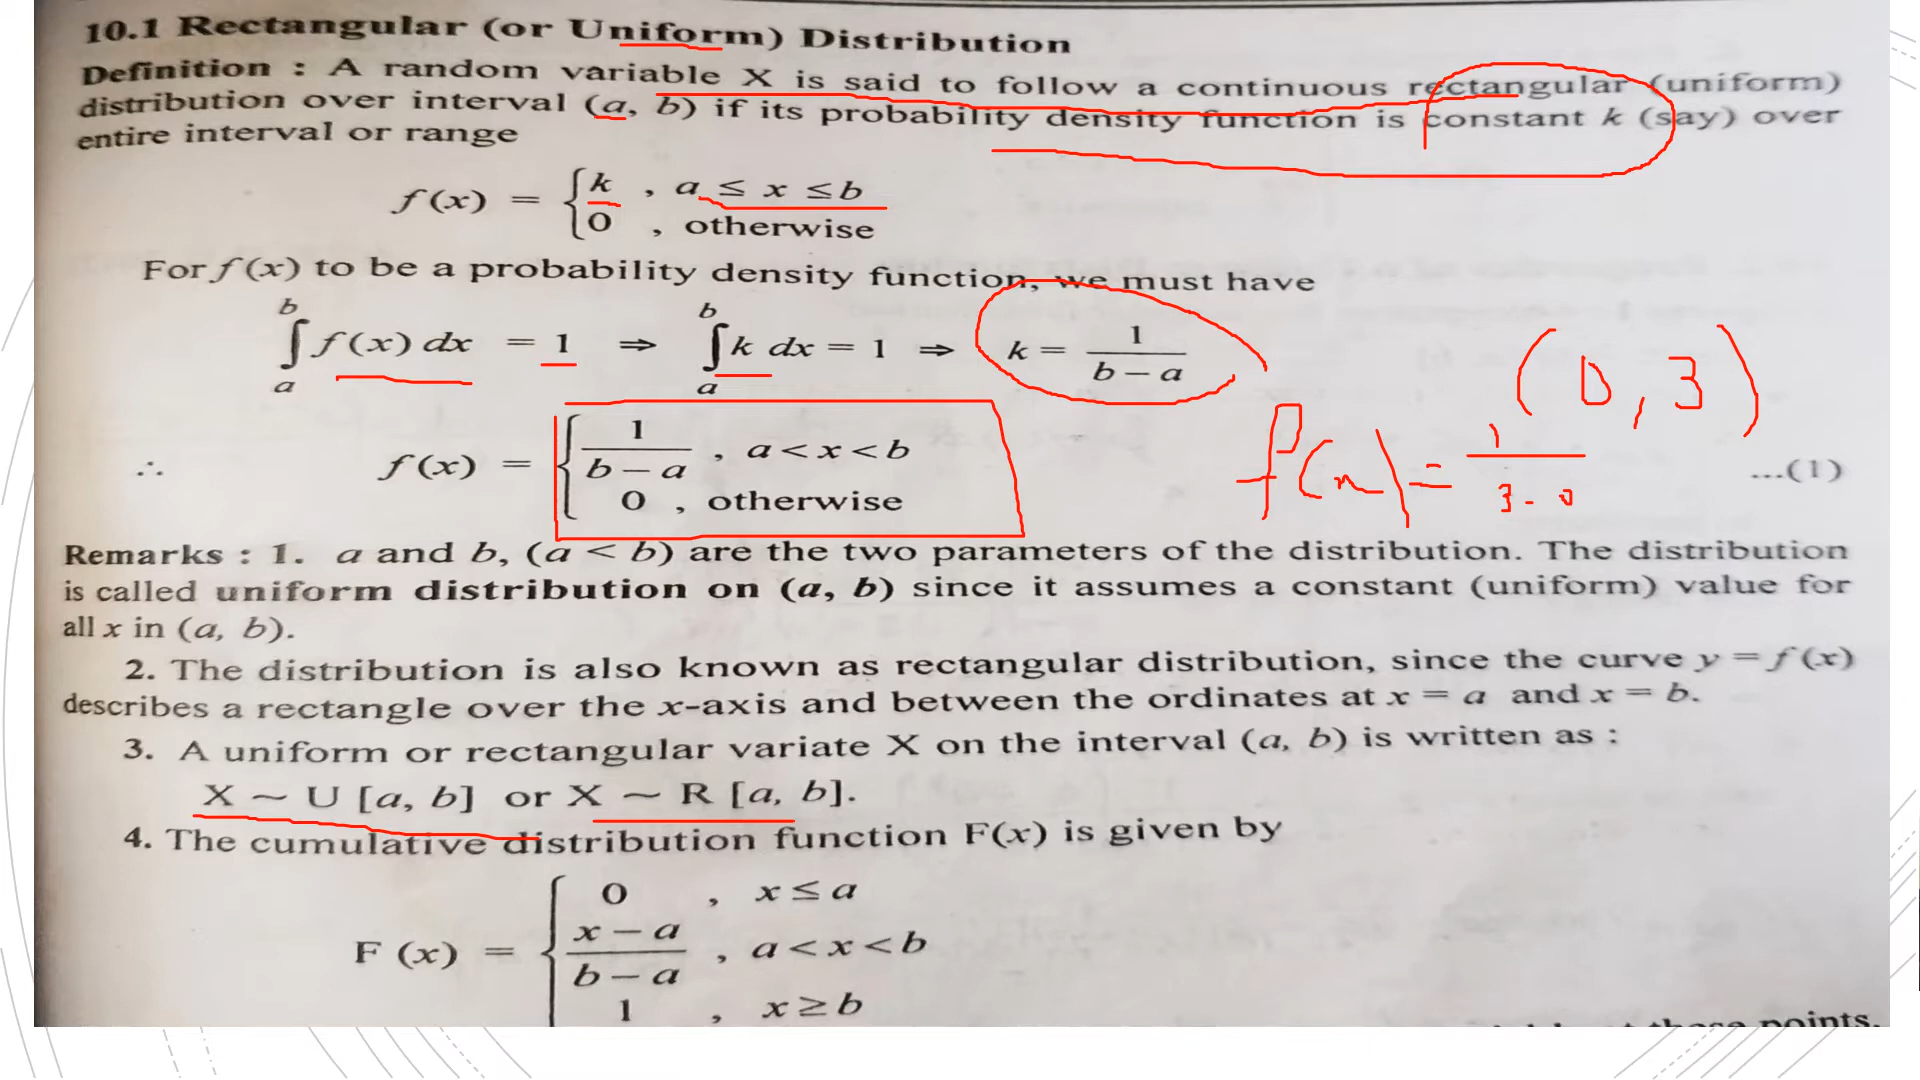 10.1 Rectangular (or Uniform) Distribution
Definition : A random variable X is said to follow a continuous rectangular (uniform)
distribution over interval (a, b) if its probability density function is constant k (say) over
entire interval or range
f(x) = { k , a ≤ x ≤ b
0 , otherwise
For f(x) to be a probability density function, we must have
∫_a^b f(x) dx = 1 ⇒ ∫_a^b k dx = 1 ⇒ k = 1/(b – a)
(0, 3)
∴ f(x) = { 1/(b – a) , a < x < b
0 , otherwise ...(1)
f(x) = 1/(3-0)
Remarks : 1. a and b, (a < b) are the two parameters of the distribution. The distribution
is called uniform distribution on (a, b) since it assumes a constant (uniform) value for
all x in (a, b).
2. The distribution is also known as rectangular distribution, since the curve y = f(x)
describes a rectangle over the x-axis and between the ordinates at x = a and x = b.
3. A uniform or rectangular variate X on the interval (a, b) is written as :
X ~ U [a, b] or X ~ R [a, b].
4. The cumulative distribution function F(x) is given by
F (x) = { 0 , x ≤ a
(x – a)/(b – a) , a < x < b
1 , x ≥ b
points.